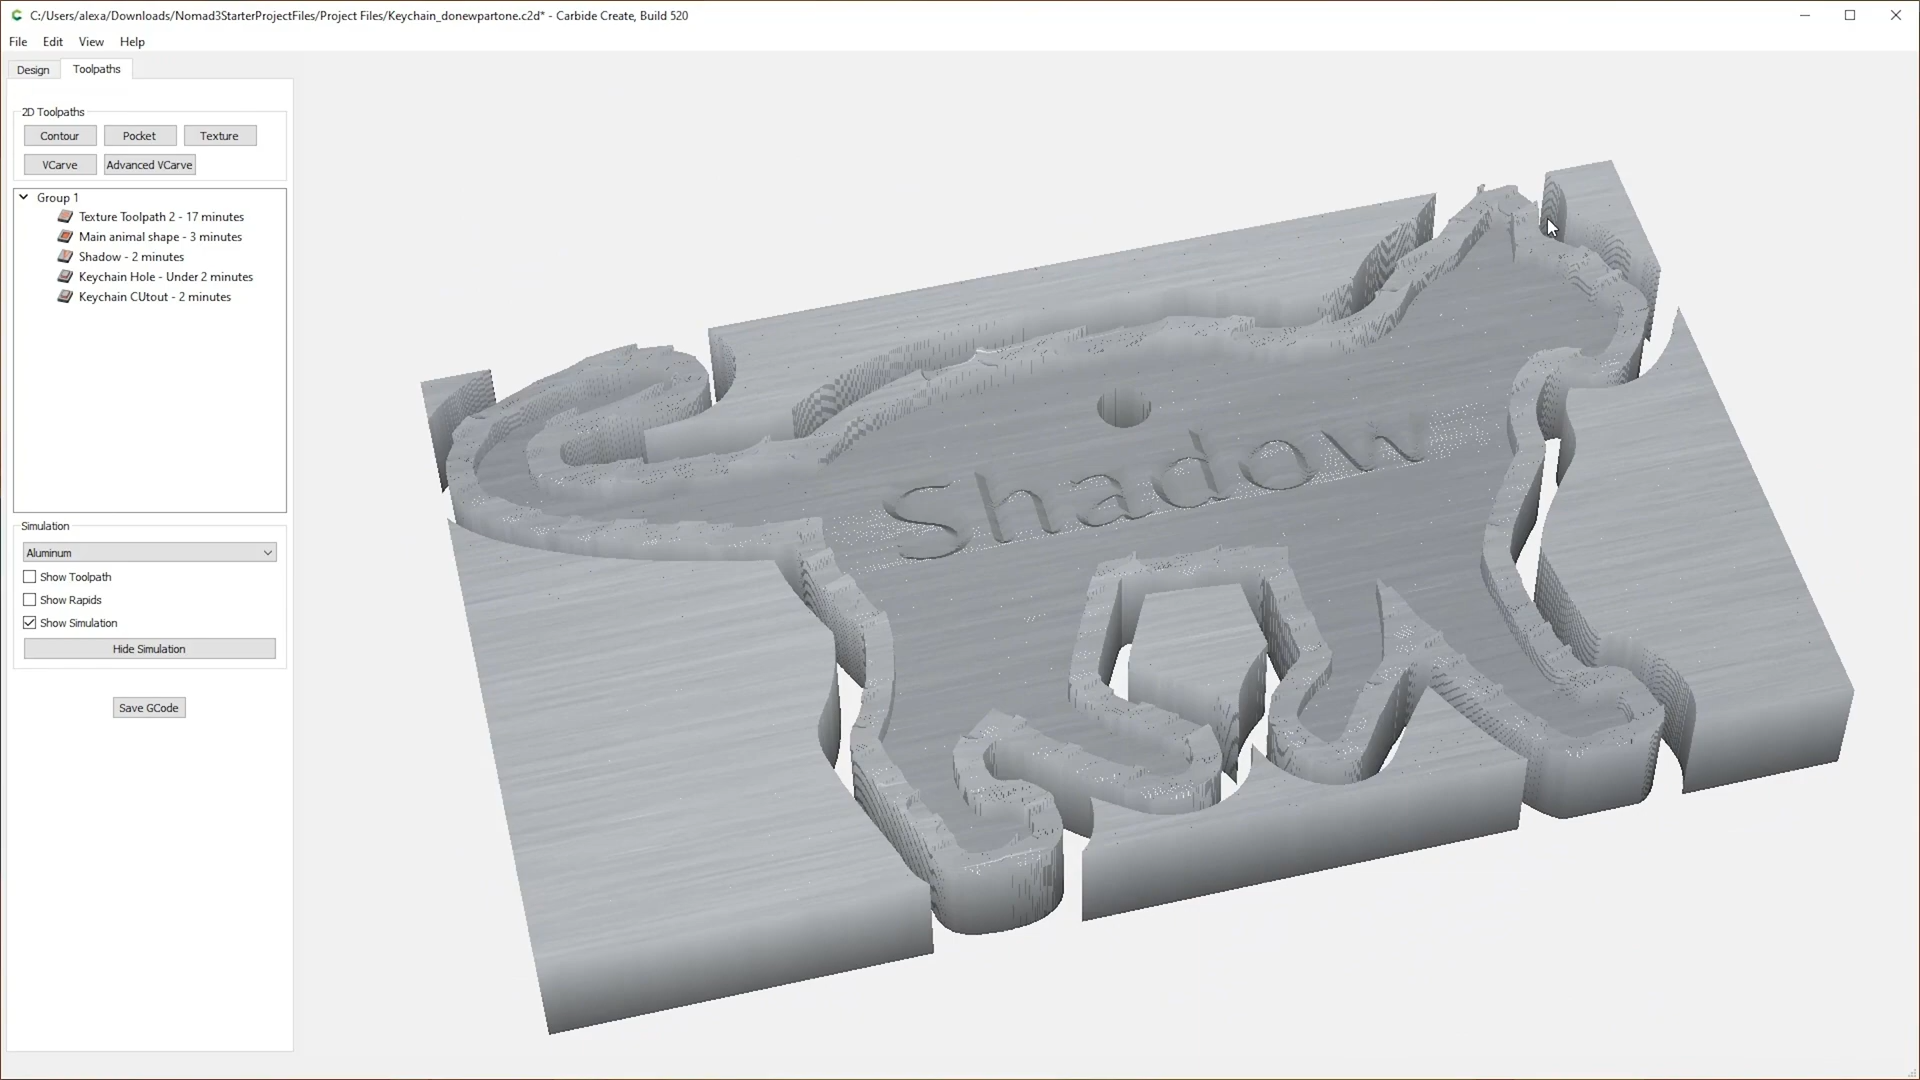 C:/Users/alexa/Downloads/Nomad3StarterProjectFiles/Project Files/Keychain_donewpartone.c2d* - Carbide Create, Build 520
File Edit View Help
Design Toolpaths
2D Toolpaths
Contour Pocket Texture
VCarve Advanced VCarve
Group 1
Texture Toolpath 2 - 17 minutes
Main animal shape - 3 minutes
Shadow - 2 minutes
Keychain Hole - Under 2 minutes
Keychain CUtout - 2 minutes
Simulation
Aluminum
Show Toolpath
Show Rapids
Show Simulation
Hide Simulation
Save GCode
Shadow